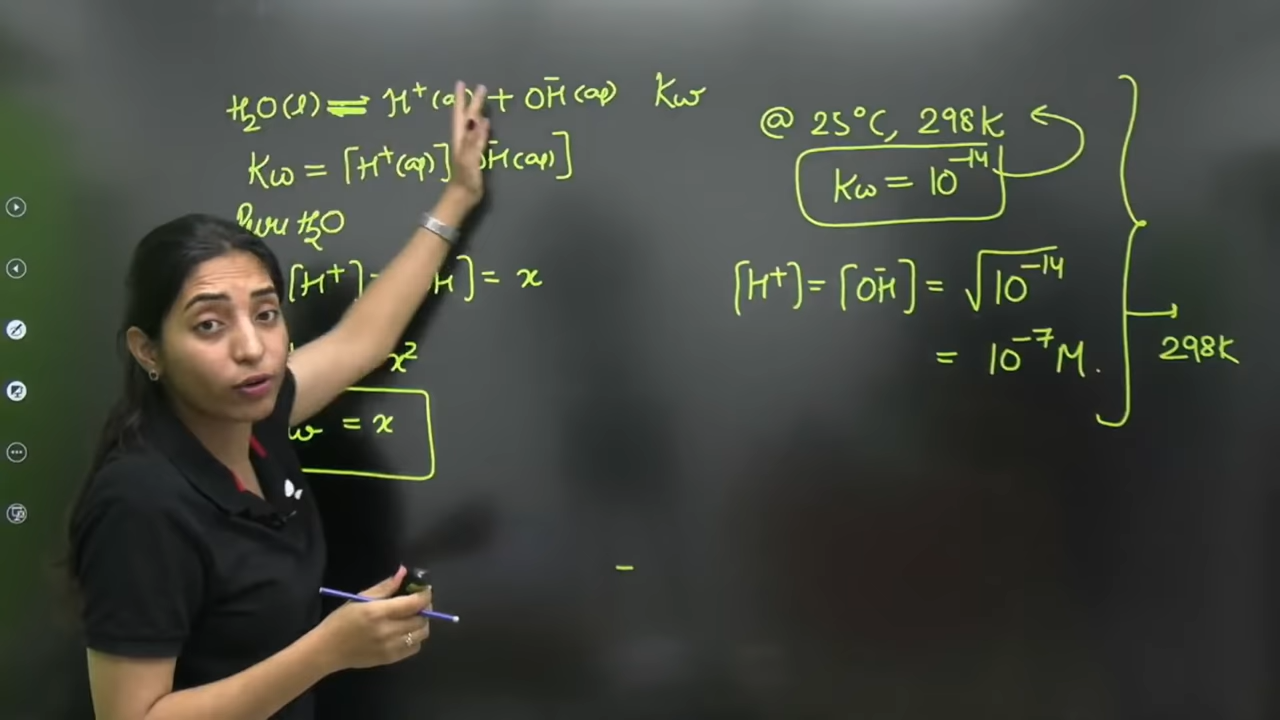 H₂O(l) ⇌ H⁺(aq) + OH⁻(aq) Kw
Kw = [H⁺(aq)] OH⁻(aq)]
Pure H₂O
[H⁺] = H] = x
x²
w = x
@ 25°C, 298K
Kw = 10⁻¹⁴
[H⁺] = [OH⁻] = √10⁻¹⁴
= 10⁻⁷ M.
298K